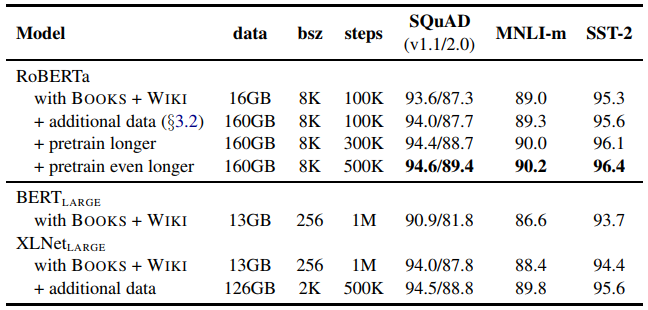 Model data bsz steps SQuAD (v1.1/2.0) MNLI-m SST-2
RoBERTa
with BOOKS + WIKI 16GB 8K 100K 93.6/87.3 89.0 95.3
+ additional data (§3.2) 160GB 8K 100K 94.0/87.7 89.3 95.6
+ pretrain longer 160GB 8K 300K 94.4/88.7 90.0 96.1
+ pretrain even longer 160GB 8K 500K 94.6/89.4 90.2 96.4
BERTLARGE
with BOOKS + WIKI 13GB 256 1M 90.9/81.8 86.6 93.7
XLNetLARGE
with BOOKS + WIKI 13GB 256 1M 94.0/87.8 88.4 94.4
+ additional data 126GB 2K 500K 94.5/88.8 89.8 95.6